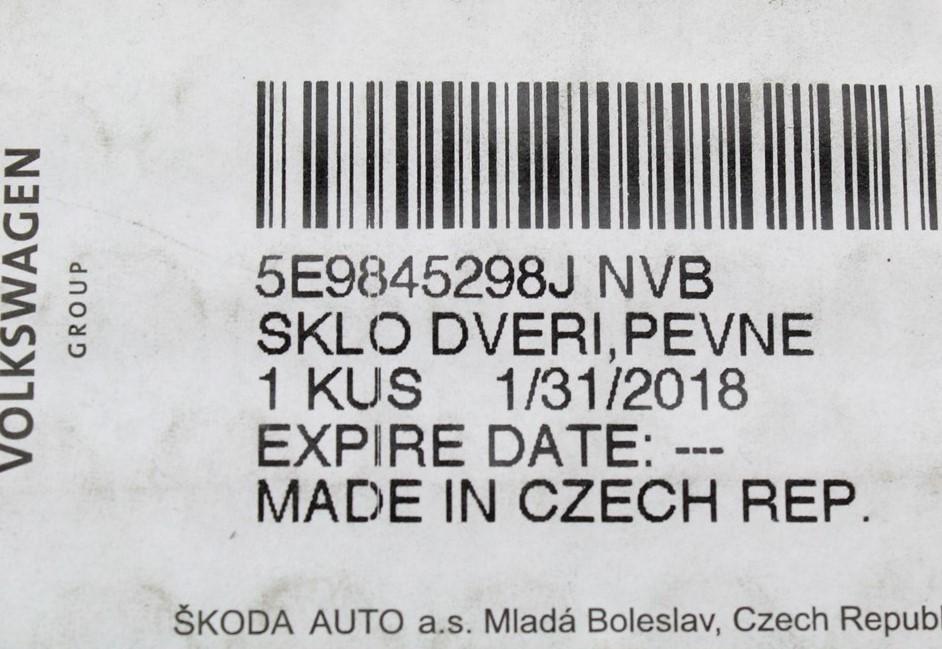 VOLKSWAGEN
GROUP
5E9845298J NVB
SKLO DVERI,PEVNE
1 KUS 1/31/2018
EXPIRE DATE: ---
MADE IN CZECH REP.
ŠKODA AUTO a.s. Mladá Boleslav, Czech Republ